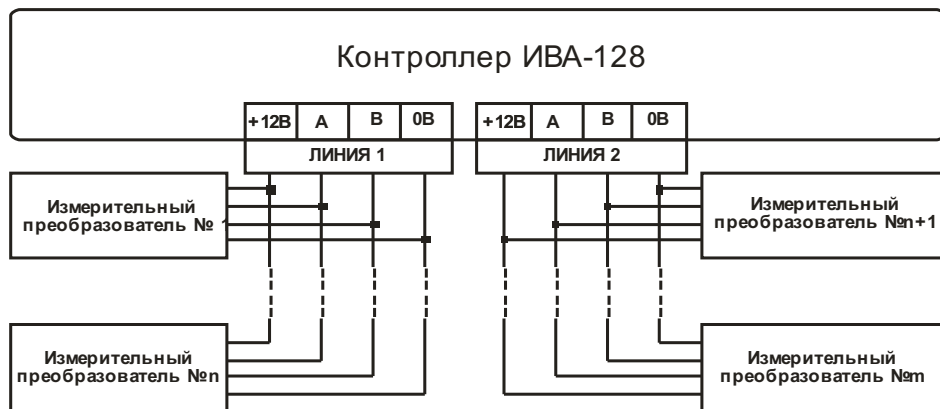 Контроллер ИВА-128
+12В А В 0В
+12В А В 0В
ЛИНИЯ 1
ЛИНИЯ 2
Измерительный
преобразователь № 1
Измерительный
преобразователь №n+1
Измерительный
преобразователь №n
Измерительный
преобразователь №m